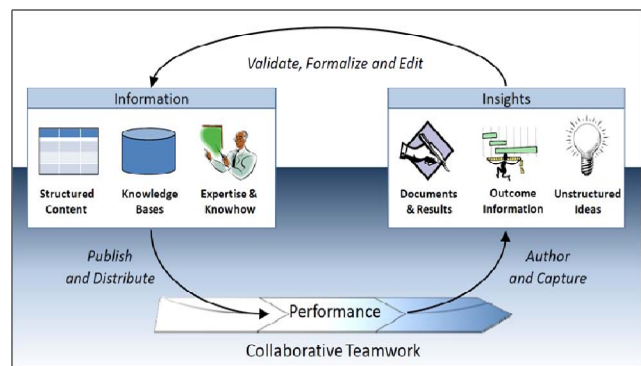 Validate, Formalize and Edit
Information
Structured
Content
Knowledge
Bases
Expertise &
Knowhow
Insights
Documents
& Results
Outcome
Information
Unstructured
Ideas
Publish
and Distribute
Author
and Capture
Performance
Collaborative Teamwork